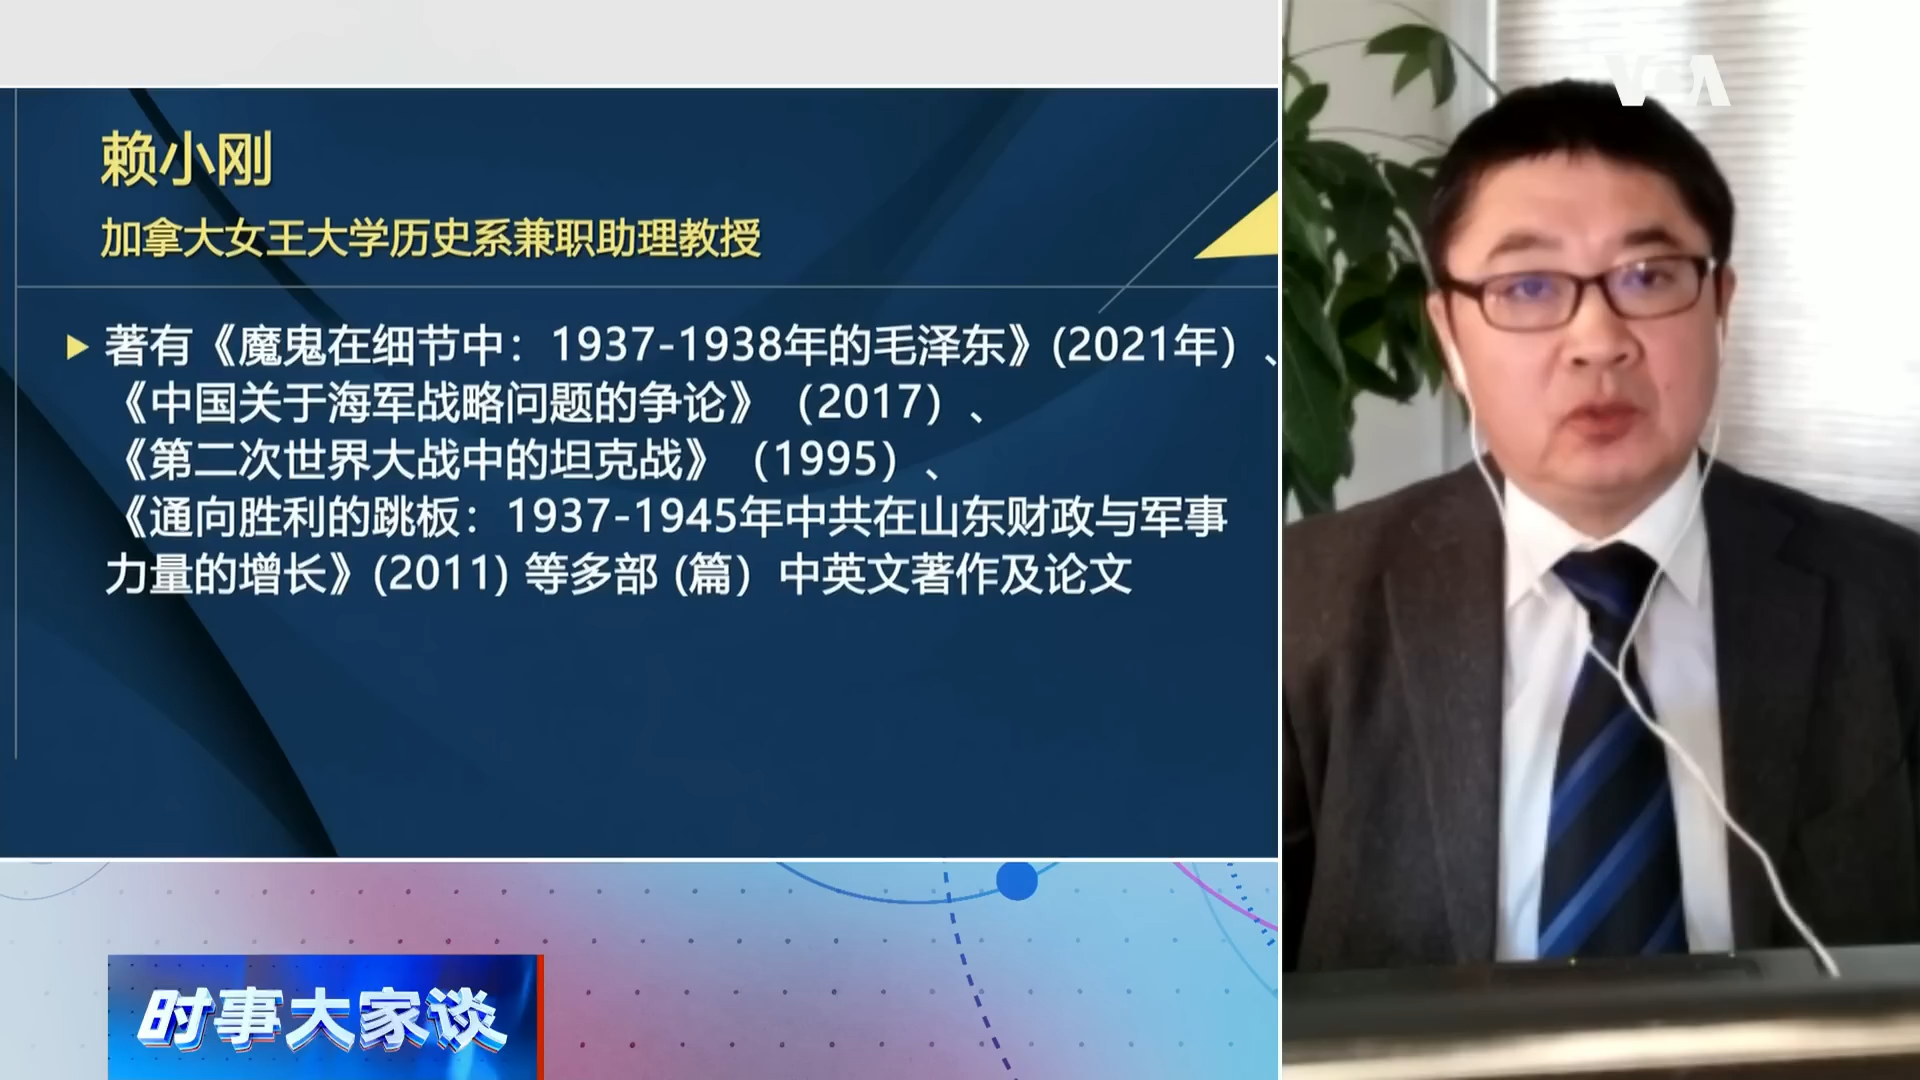 赖小刚
加拿大女王大学历史系兼职助理教授
著有《魔鬼在细节中：1937-1938年的毛泽东》(2021年）、
《中国关于海军战略问题的争论》（2017）、
《第二次世界大战中的坦克战》（1995）、
《通向胜利的跳板：1937-1945年中共在山东财政与军事
力量的增长》(2011) 等多部 (篇）中英文著作及论文
时事大家谈
VOA